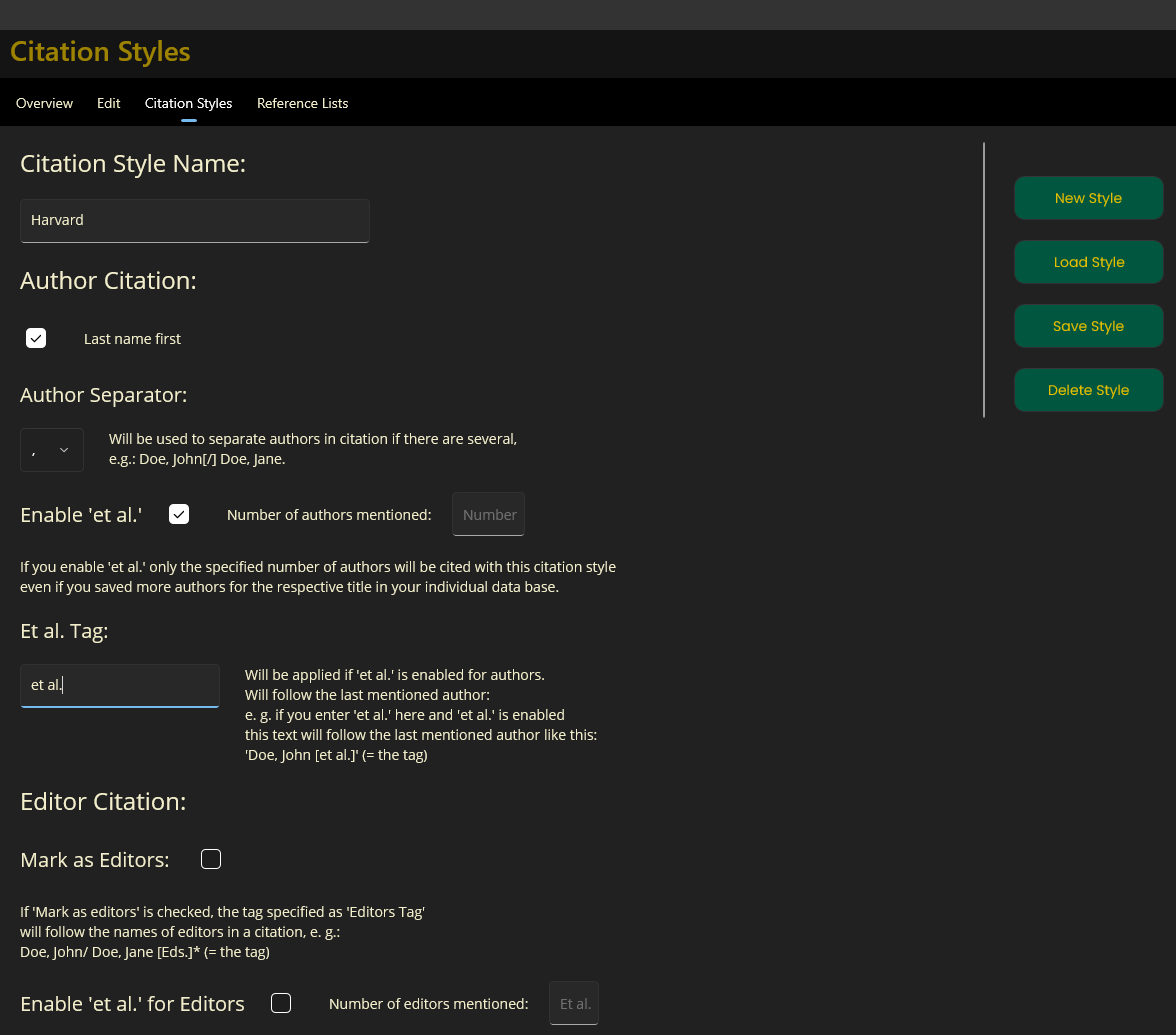 Citation Styles
Overview Edit Citation Styles Reference Lists
Citation Style Name:
Harvard
New Style
Load Style
Save Style
Delete Style
Author Citation:
Last name first
Author Separator:
,
Will be used to separate authors in citation if there are several,
e.g.: Doe, John[/] Doe, Jane.
Enable 'et al.' Number of authors mentioned: Number
If you enable 'et al.' only the specified number of authors will be cited with this citation style
even if you saved more authors for the respective title in your individual data base.
Et al. Tag:
et al.
Will be applied if 'et al.' is enabled for authors.
Will follow the last mentioned author:
e. g. if you enter 'et al.' here and 'et al.' is enabled
this text will follow the last mentioned author like this:
'Doe, John [et al.]' (= the tag)
Editor Citation:
Mark as Editors:
If 'Mark as editors' is checked, the tag specified as 'Editors Tag'
will follow the names of editors in a citation, e. g.:
Doe, John/ Doe, Jane [Eds.]* (= the tag)
Enable 'et al.' for Editors Number of editors mentioned: Et al.